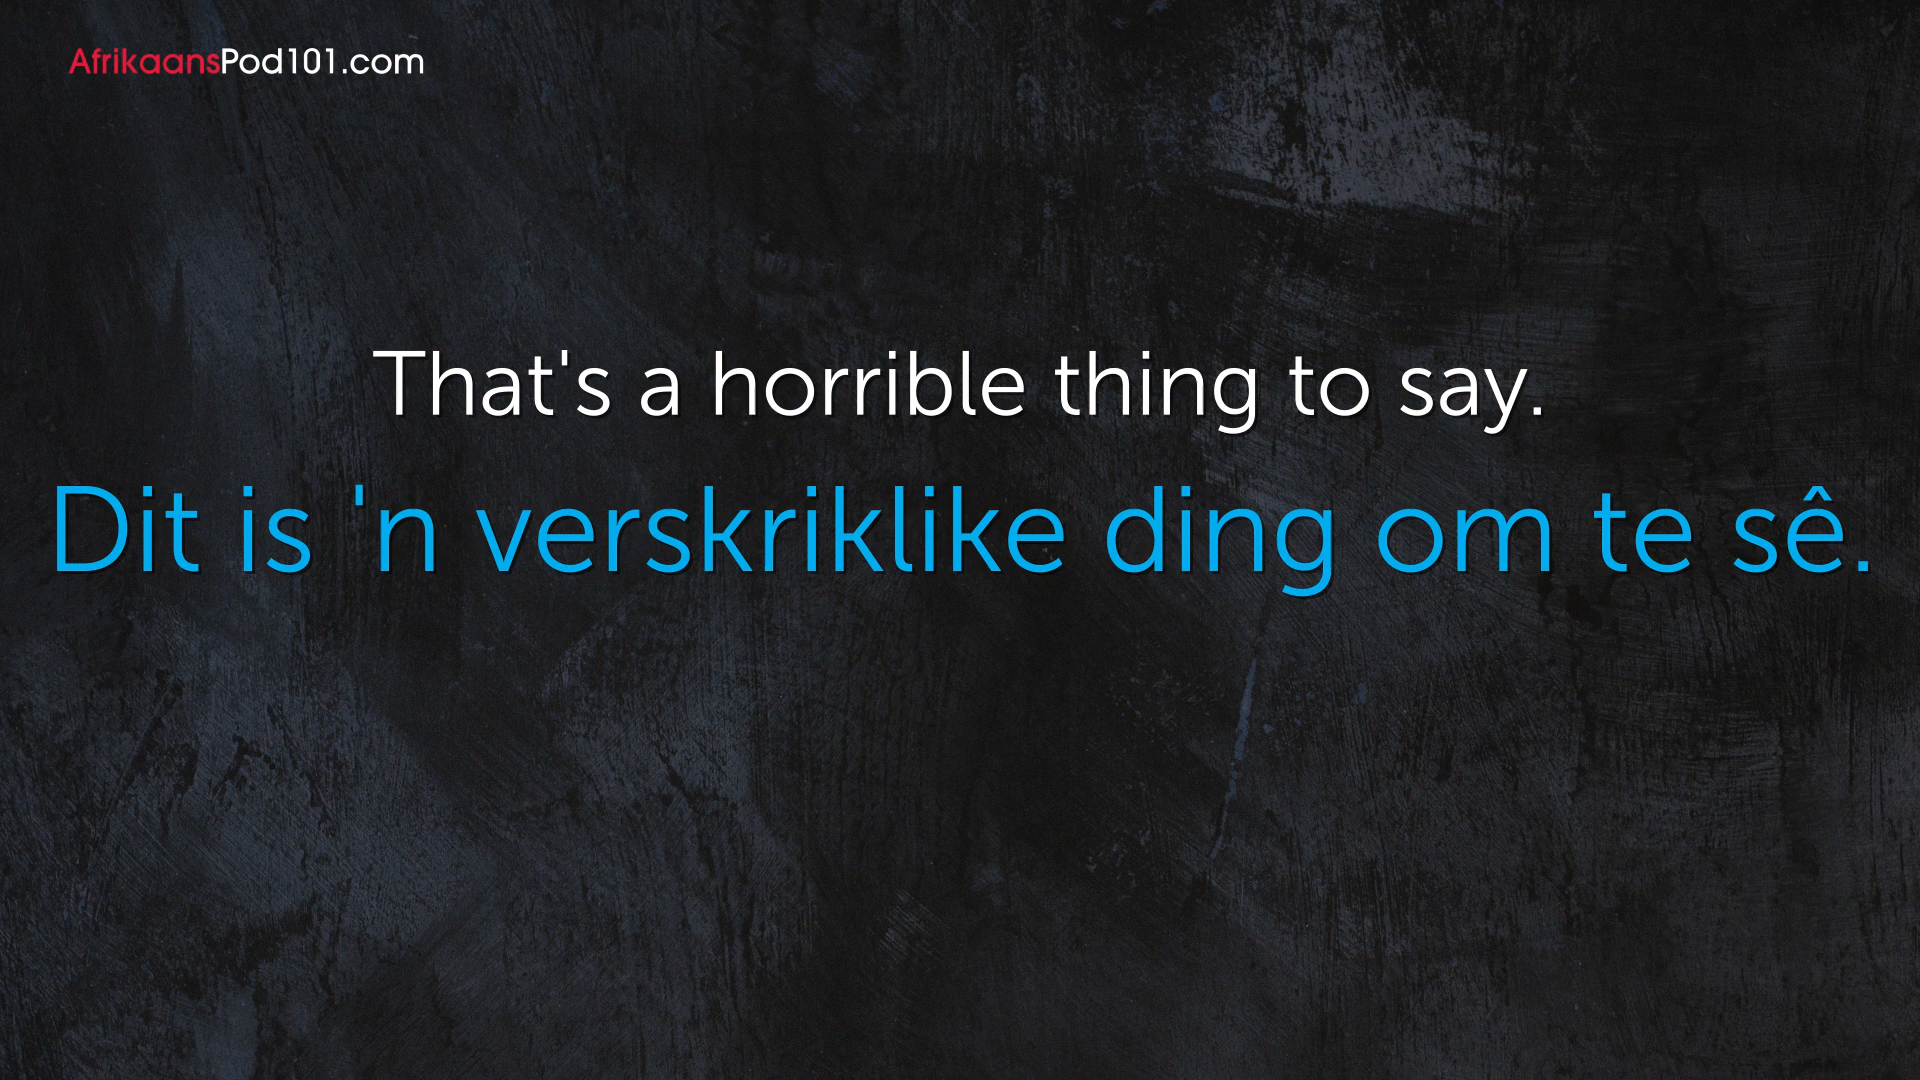 AfrikaansPod101.com
That's a horrible thing to say.
Dit is 'n verskriklike ding om te sê.